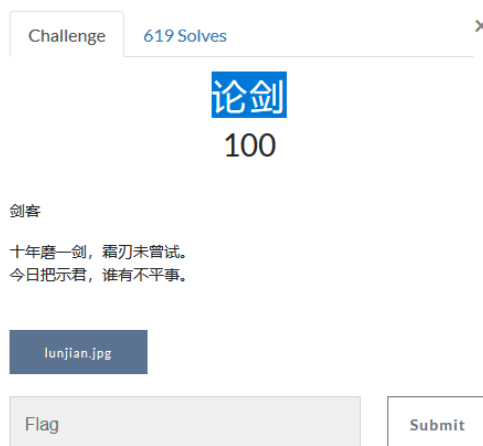 Challenge 619 Solves ×
论剑
100
剑客
十年磨一剑，霜刃未曾试。
今日把示君，谁有不平事。
lunjian.jpg
Flag Submit